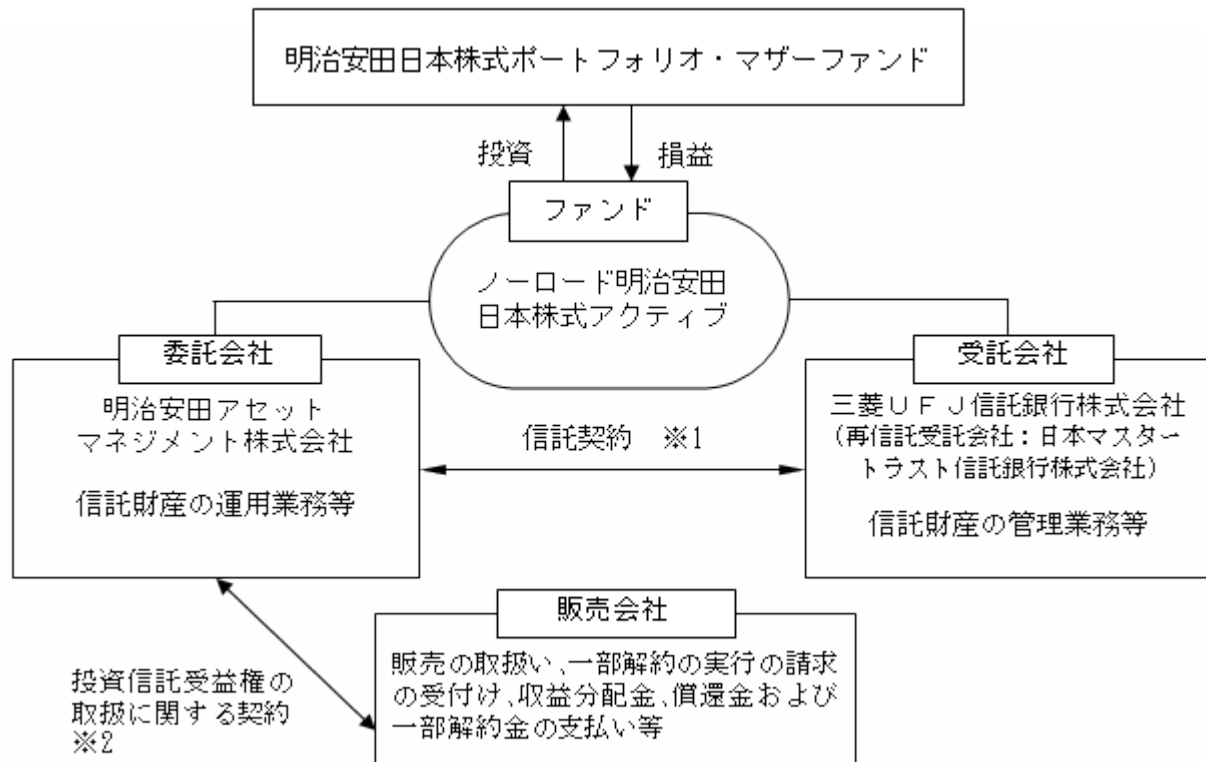 明治安田日本株式ポートフォリオ・マザーファンド
投資
損益
ファンド
ノーロード明治安田
日本株式アクティブ
委託会社
明治安田アセット
マネジメント株式会社
信託財産の運用業務等
信託契約　※1
受託会社
三菱ＵＦＪ信託銀行株式会社
（再信託受託会社：日本マスター
トラスト信託銀行株式会社）
信託財産の管理業務等
販売会社
販売の取扱い、一部解約の実行の請求
の受付け、収益分配金、償還金および
一部解約金の支払い等
投資信託受益権の
取扱に関する契約
※2